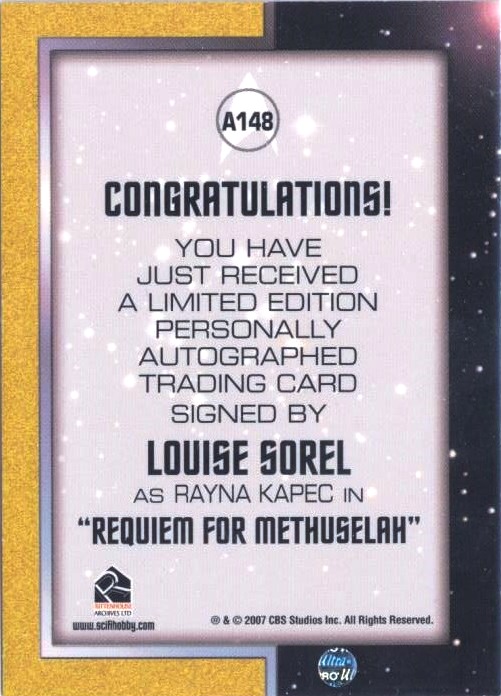 A148
CONGRATULATIONS!
YOU HAVE
JUST RECEIVED
A LIMITED EDITION
PERSONALLY
AUTOGRAPHED
TRADING CARD
SIGNED BY
LOUISE SOREL
AS RAYNA KAPEC IN
"REQUIEM FOR METHUSELAH"
RITTENHOUSE
ARCHIVES LTD
www.scifihobby.com
® & © 2007 CBS Studios Inc. All Rights Reserved.
Ultra·